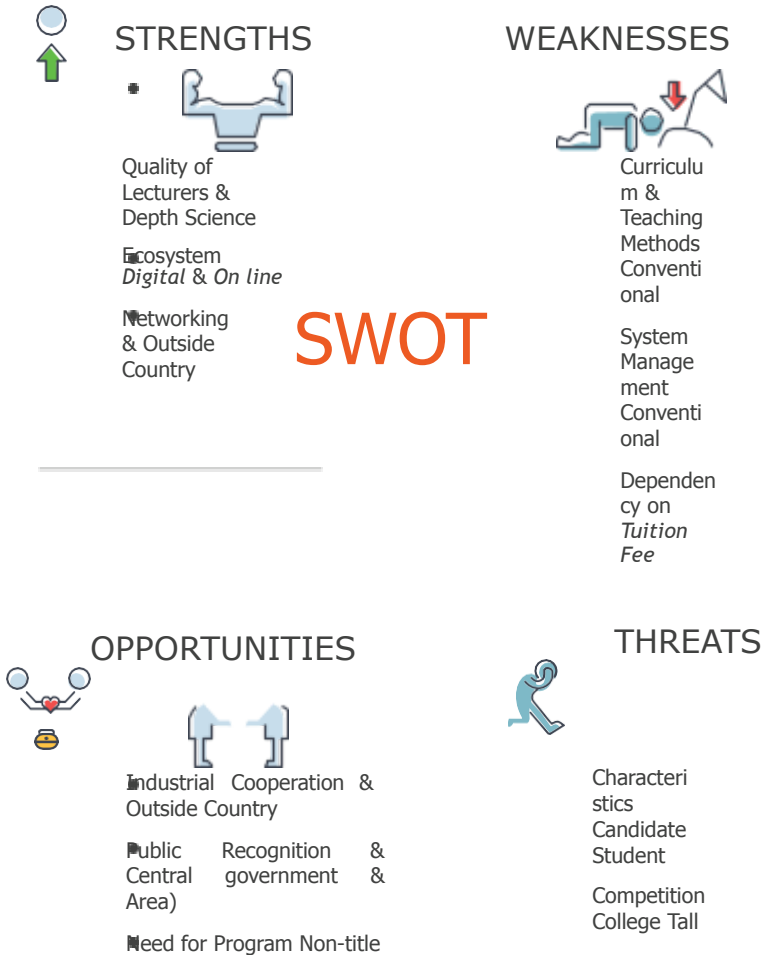 STRENGTHS
Quality of
Lecturers &
Depth Science
Ecosystem
Digital & On line
Networking
& Outside
Country
WEAKNESSES
Curriculu
m &
Teaching
Methods
Conventi
onal
System
Manage
ment
Conventi
onal
Dependen
cy on
Tuition
Fee
SWOT
OPPORTUNITIES
Industrial Cooperation &
Outside Country
Public Recognition &
Central government &
Area)
Need for Program Non-title
THREATS
Characteri
stics
Candidate
Student
Competition
College Tall